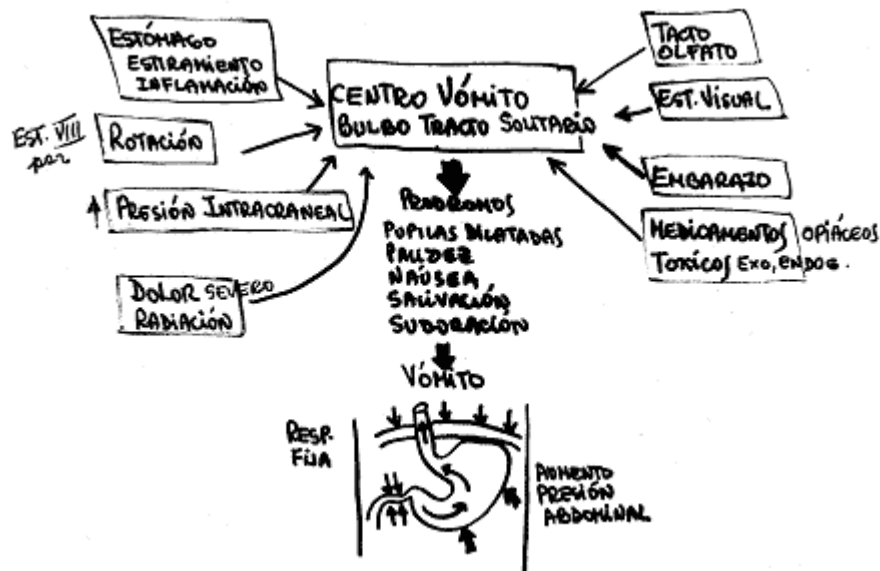 ESTÓMAGO
ESTIRAMIENTO
INFLAMACIÓN
EST. VIII
par
ROTACIÓN
PRESIÓN INTRACRANEAL
DOLOR SEVERO
RADIACIÓN
CENTRO VÓMITO
BULBO TRACTO SOLITARIO
TACTO
OLFATO
EST. VISUAL
EMBARAZO
MEDICAMENTOS OPIÁCEOS
TOXICOS EXO, ENDOG.
PRODROMOS
PUPILAS DILATADAS
PALIDEZ
NAÚSEA
SALIVACIÓN
SUDORACIÓN
VÓMITO
RESP.
FIJA
AUMENTO
PRESIÓN
ABDOMINAL